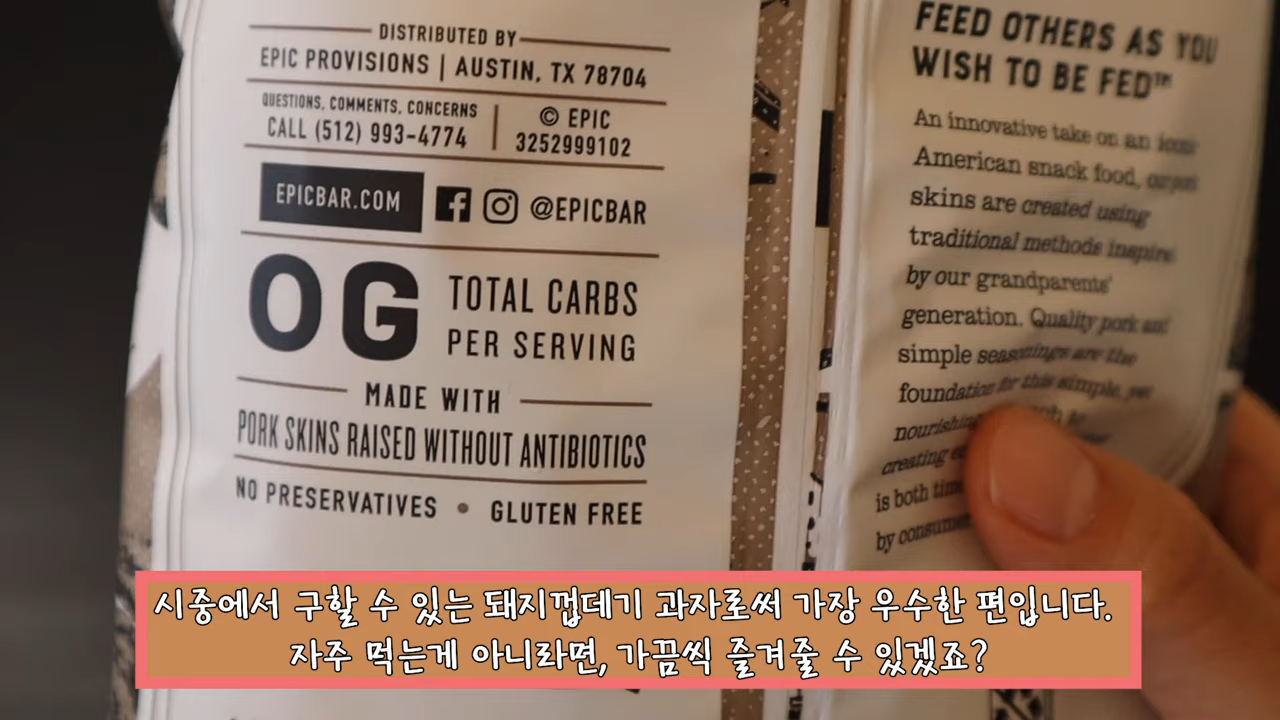 DISTRIBUTED BY
EPIC PROVISIONS | AUSTIN, TX 78704
QUESTIONS, COMMENTS, CONCERNS
CALL (512) 993-4774
© EPIC
3252999102
EPICBAR.COM
@EPICBAR
0G TOTAL CARBS
PER SERVING
MADE WITH
PORK SKINS RAISED WITHOUT ANTIBIOTICS
NO PRESERVATIVES • GLUTEN FREE
FEED OTHERS AS YOU
WISH TO BE FED™
An innovative take on an iconic
American snack food, our pork
skins are created using
traditional methods inspired
by our grandparents'
generation. Quality pork and
simple seasonings are the
foundation for this simple, yet
nourishing
creating
is both
by
시중에서 구할 수 있는 돼지껍데기 과자로써 가장 우수한 편입니다.
자주 먹는게 아니라면, 가끔씩 즐겨줄 수 있겠죠?